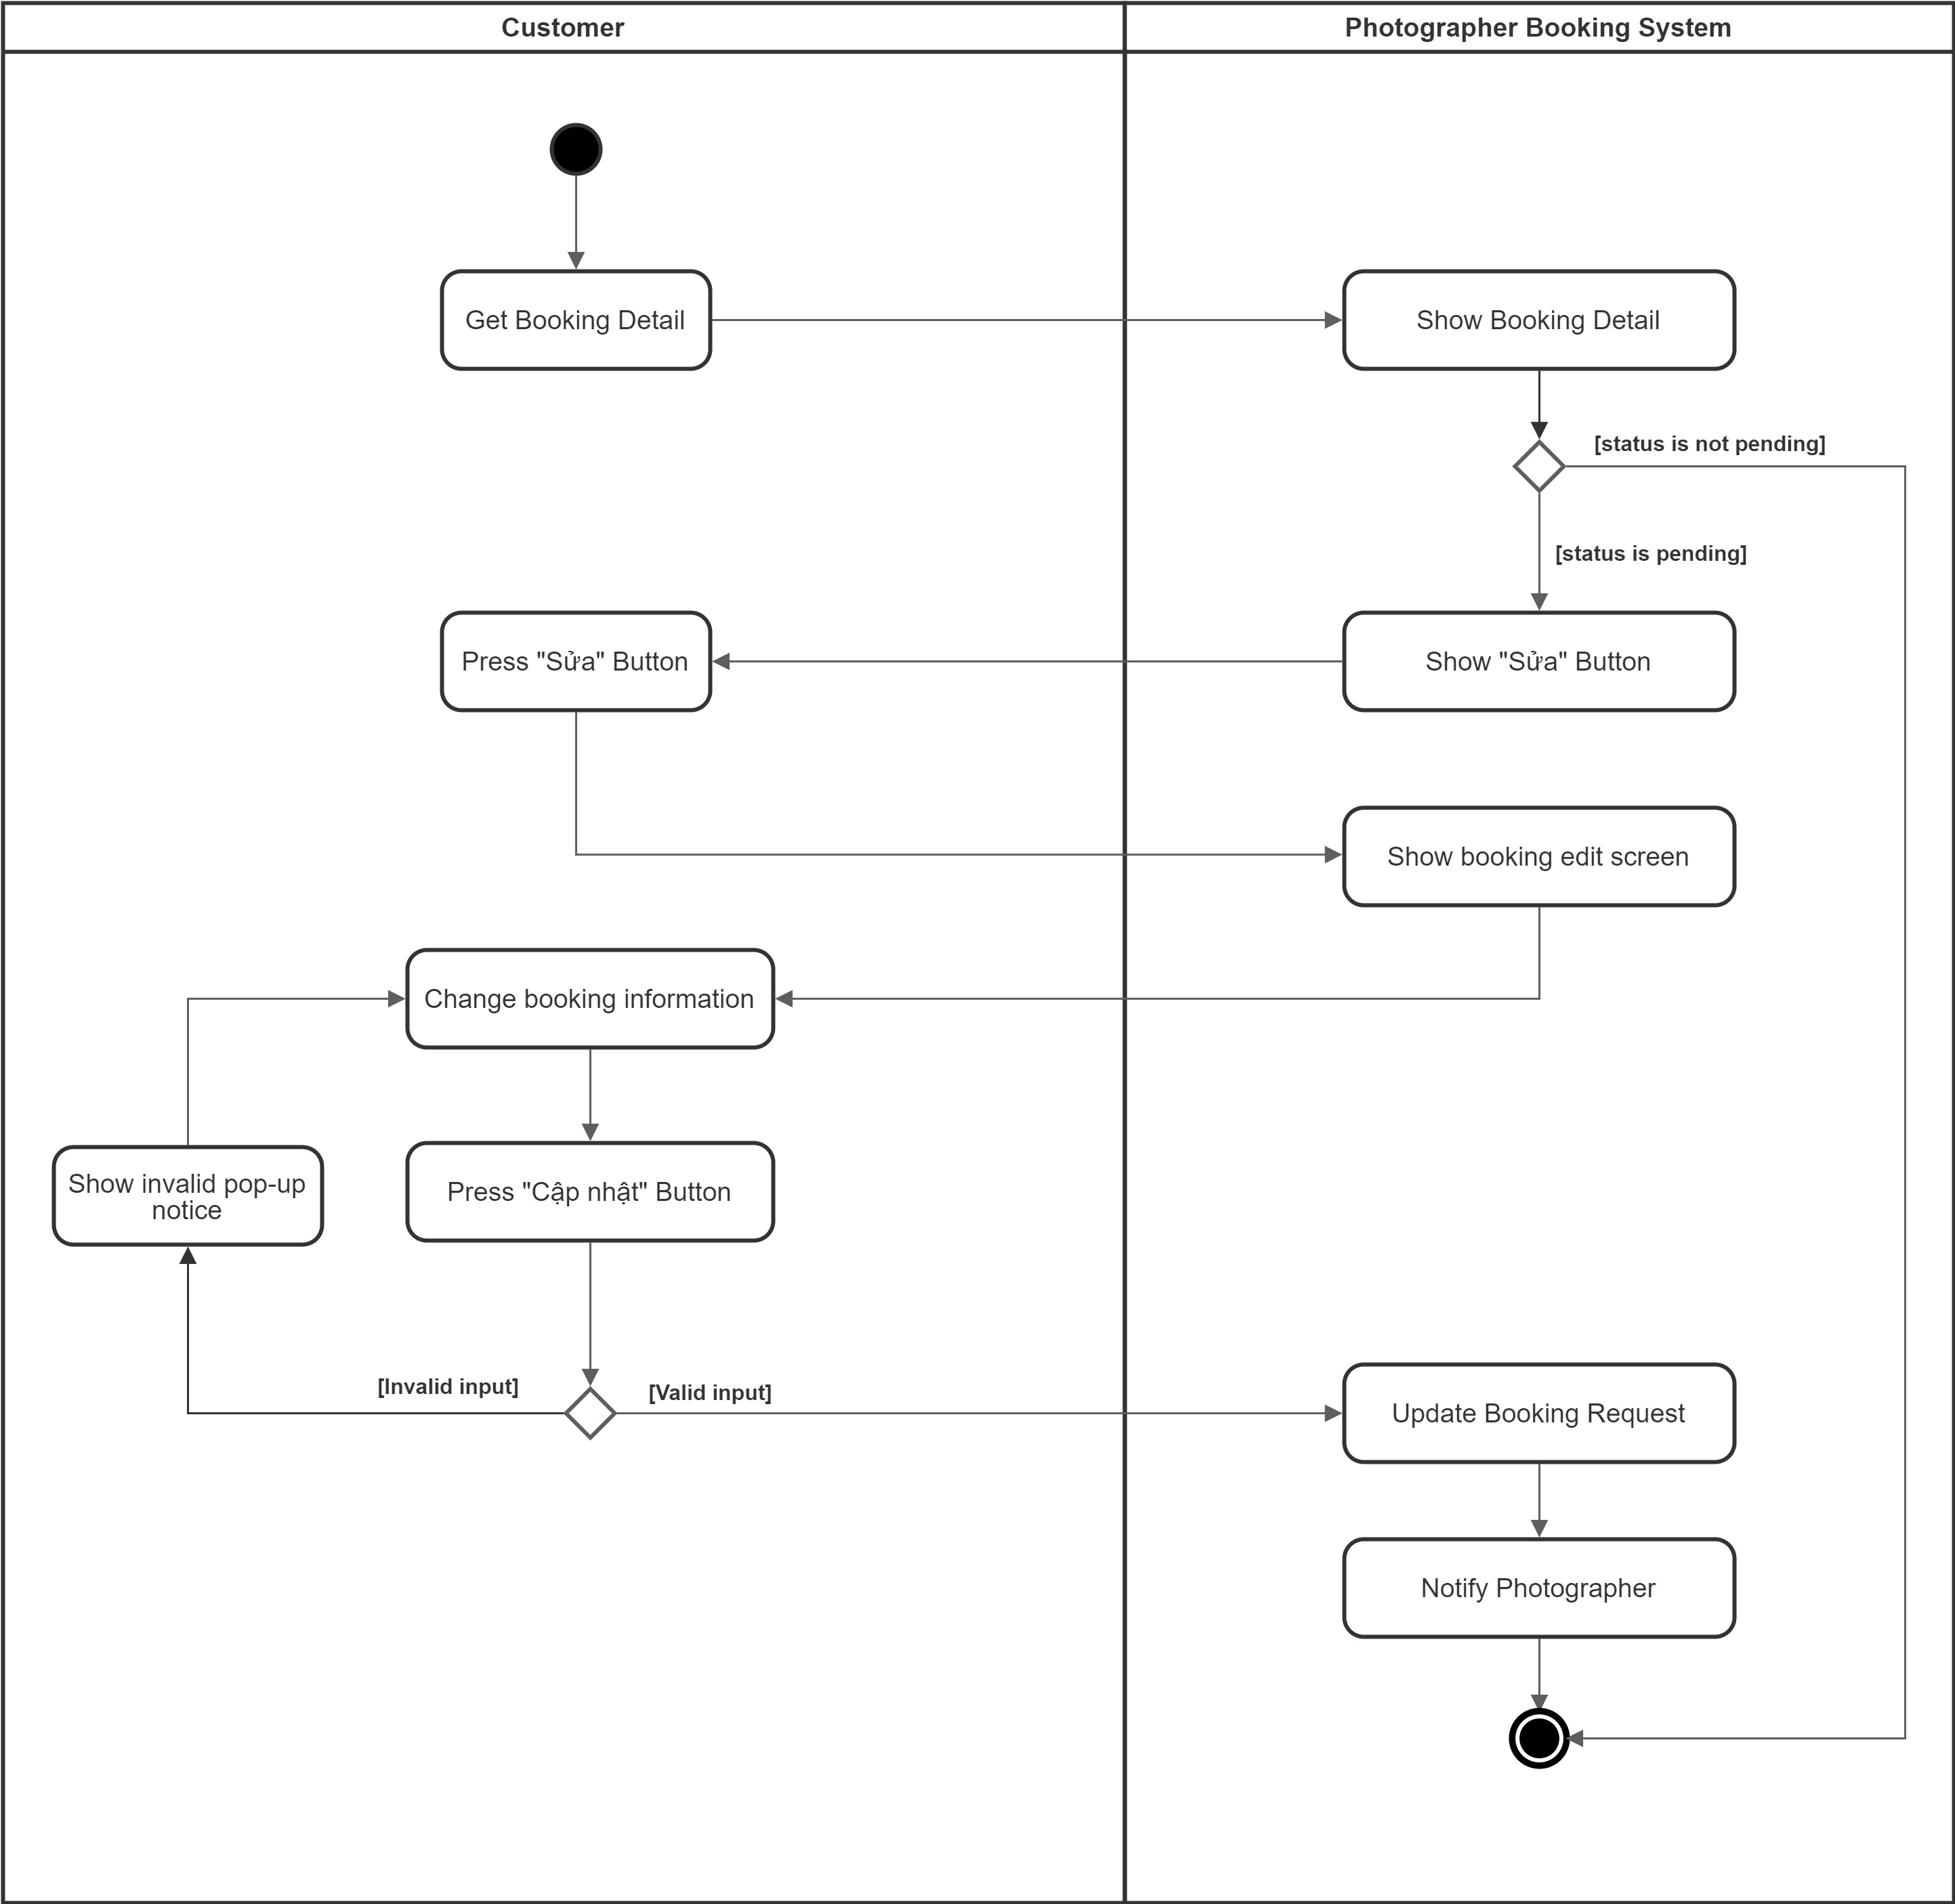 Customer
Photographer Booking System
Get Booking Detail
Show Booking Detail
[status is not pending]
[status is pending]
Press "Sửa" Button
Show "Sửa" Button
Show booking edit screen
Change booking information
Show invalid pop-up
notice
Press "Cập nhật" Button
[Invalid input]
[Valid input]
Update Booking Request
Notify Photographer